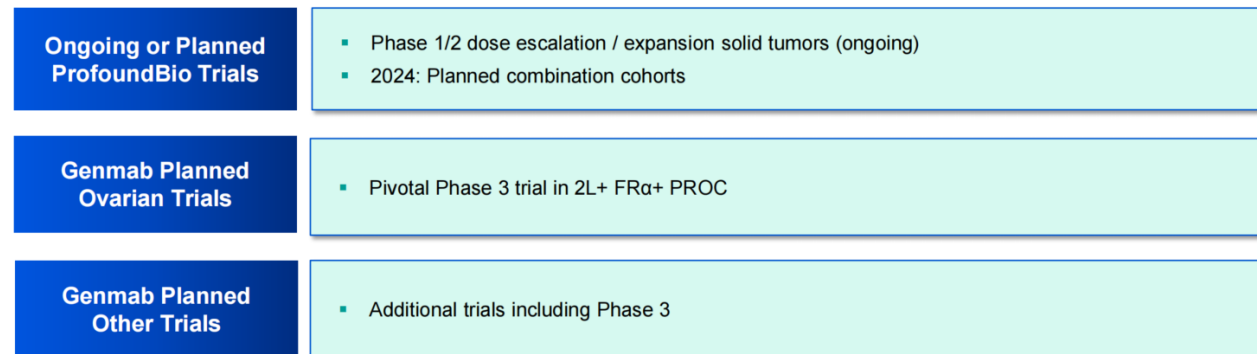 Ongoing or Planned
ProfoundBio Trials
▪ Phase 1/2 dose escalation / expansion solid tumors (ongoing)
▪ 2024: Planned combination cohorts
Genmab Planned
Ovarian Trials
▪ Pivotal Phase 3 trial in 2L+ FRα+ PROC
Genmab Planned
Other Trials
▪ Additional trials including Phase 3